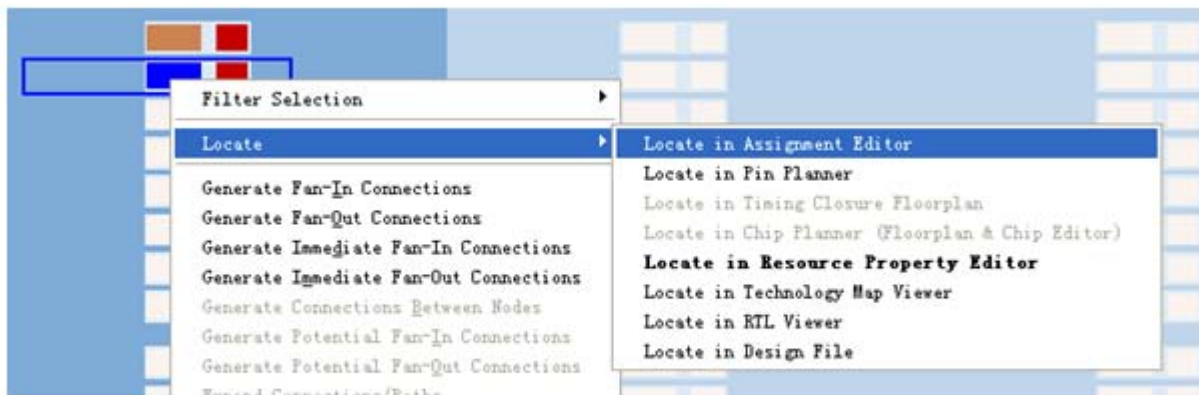 Filter Selection
Locate
Generate Fan-In Connections
Generate Fan-Out Connections
Generate Immediate Fan-In Connections
Generate Immediate Fan-Out Connections
Generate Connections Between Nodes
Generate Potential Fan-In Connections
Generate Potential Fan-Out Connections
Expand Connections/Paths
Locate in Assignment Editor
Locate in Pin Planner
Locate in Timing Closure Floorplan
Locate in Chip Planner (Floorplan & Chip Editor)
Locate in Resource Property Editor
Locate in Technology Map Viewer
Locate in RTL Viewer
Locate in Design File